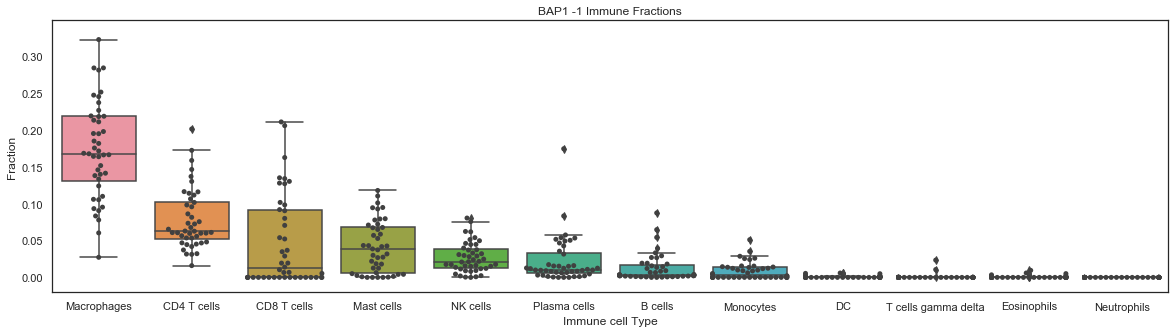 BAP1 -1 Immune Fractions
Fraction
0.30
0.25
0.20
0.15
0.10
0.05
0.00
Macrophages CD4 T cells CD8 T cells Mast cells NK cells Plasma cells B cells Monocytes DC T cells gamma delta Eosinophils Neutrophils
Immune cell Type